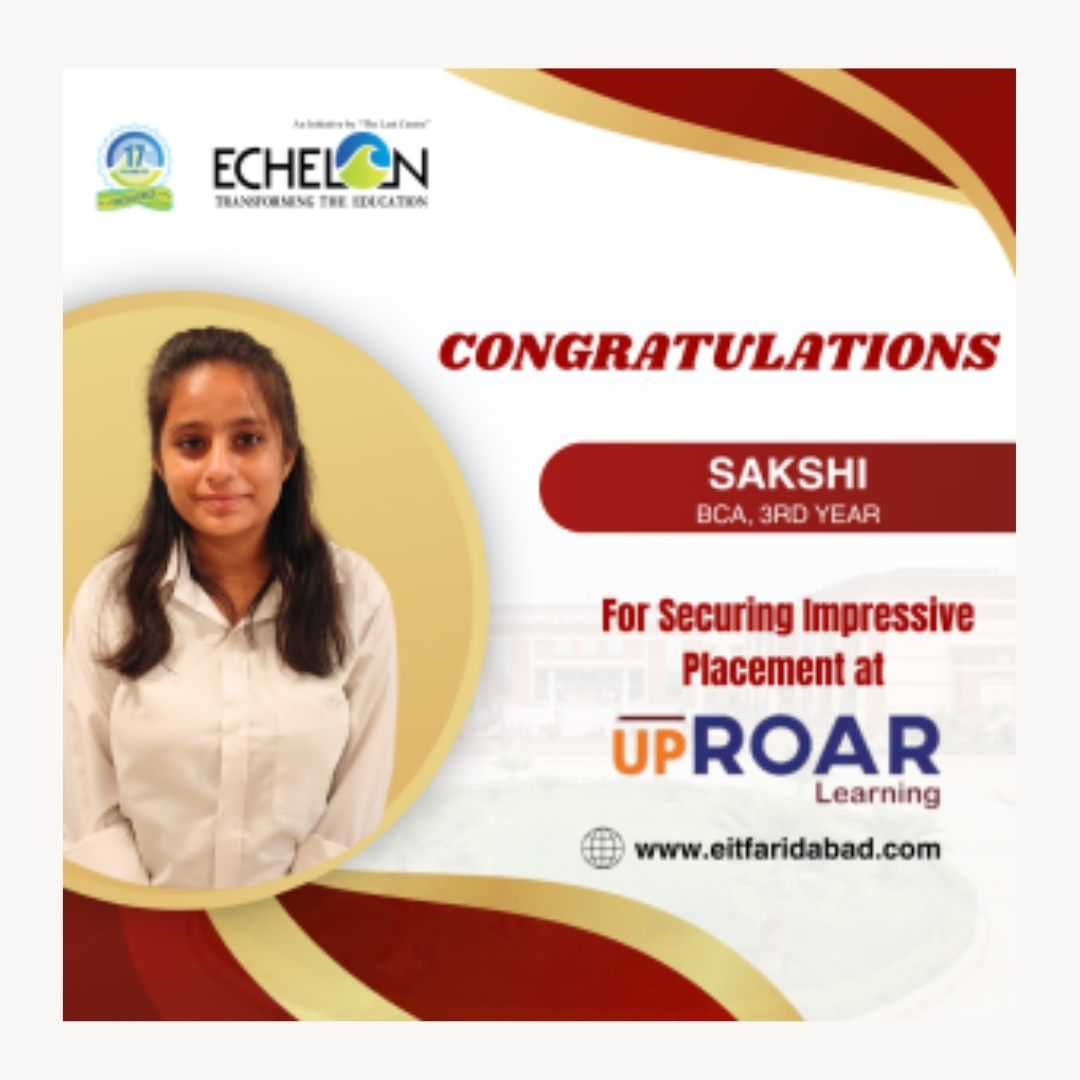 17
An Initiative by "The Last Centre"
ECHELON
TRANSFORMING THE EDUCATION
CONGRATULATIONS
SAKSHI
BCA, 3RD YEAR
For Securing Impressive
Placement at
UPROAR
Learning
www.eitfaridabad.com